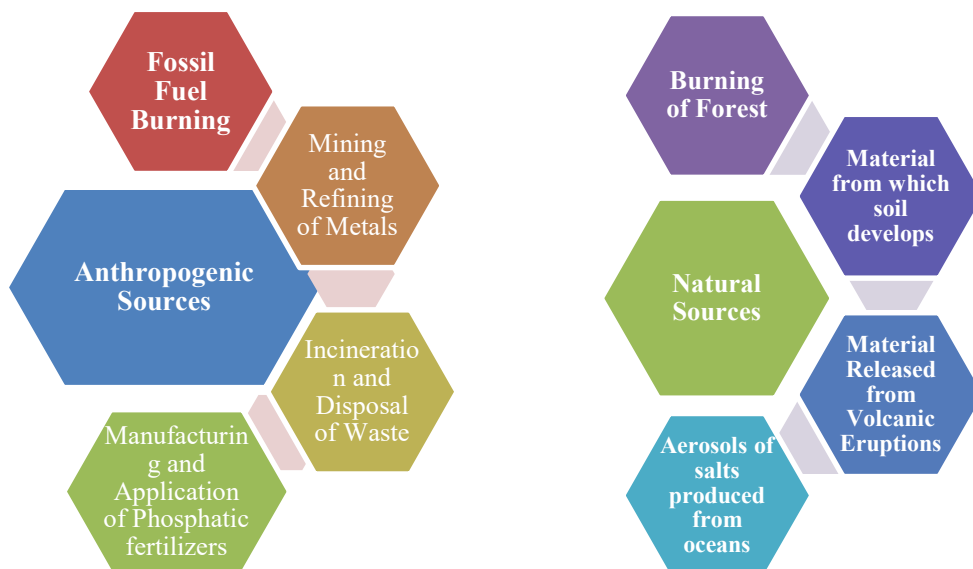 Fossil
Fuel
Burning
Mining
and
Refining
of Metals
Anthropogenic
Sources
Incineratio
n and
Disposal
of Waste
Manufacturin
g and
Application
of Phosphatic
fertilizers
Burning
of Forest
Material
from which
soil
develops
Natural
Sources
Material
Released
from
Volcanic
Eruptions
Aerosols of
salts
produced
from
oceans